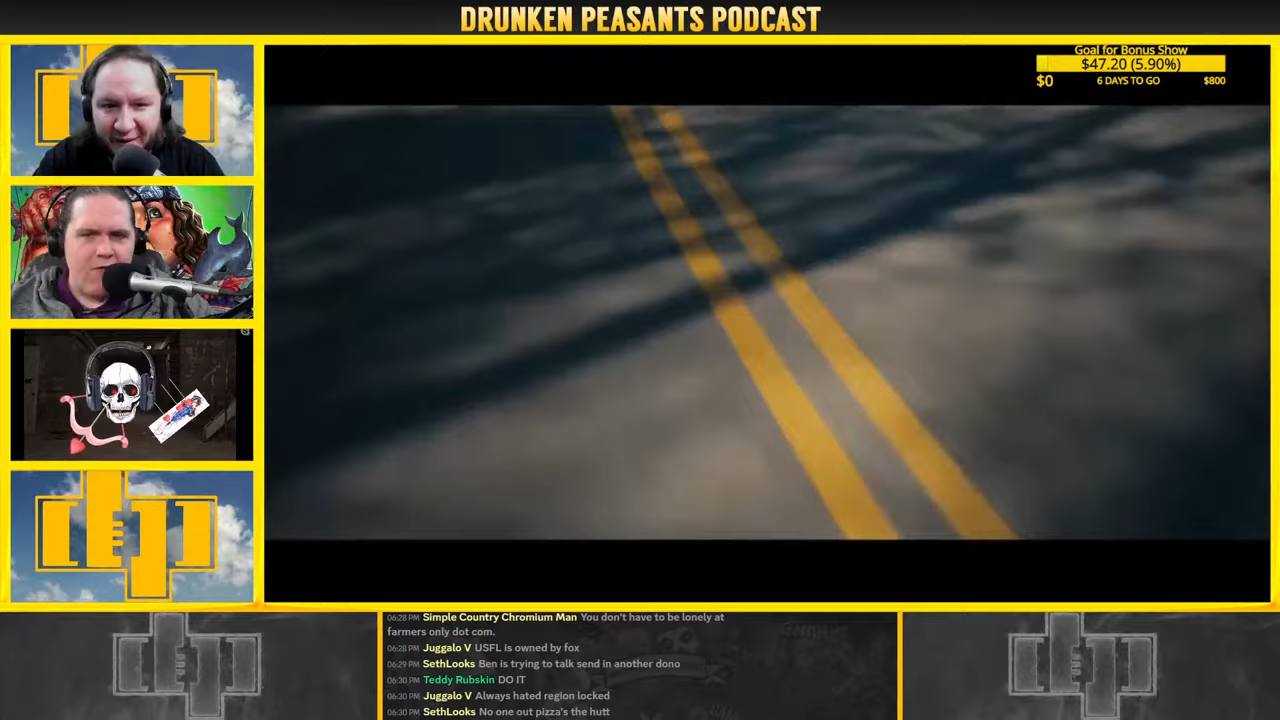 DRUNKEN PEASANTS PODCAST
Goal for Bonus Show
$47.20 (5.90%)
$0 6 DAYS TO GO $800
06:28 PM Simple Country Chromium Man You don't have to be lonely at
farmers only dot com.
06:28 PM Juggalo V USFL is owned by fox
06:29 PM SethLooks Ben is trying to talk send in another dono
06:30 PM Teddy Rubskin DO IT
06:30 PM Juggalo V Always hated region locked
06:30 PM SethLooks No one out pizza's the hutt